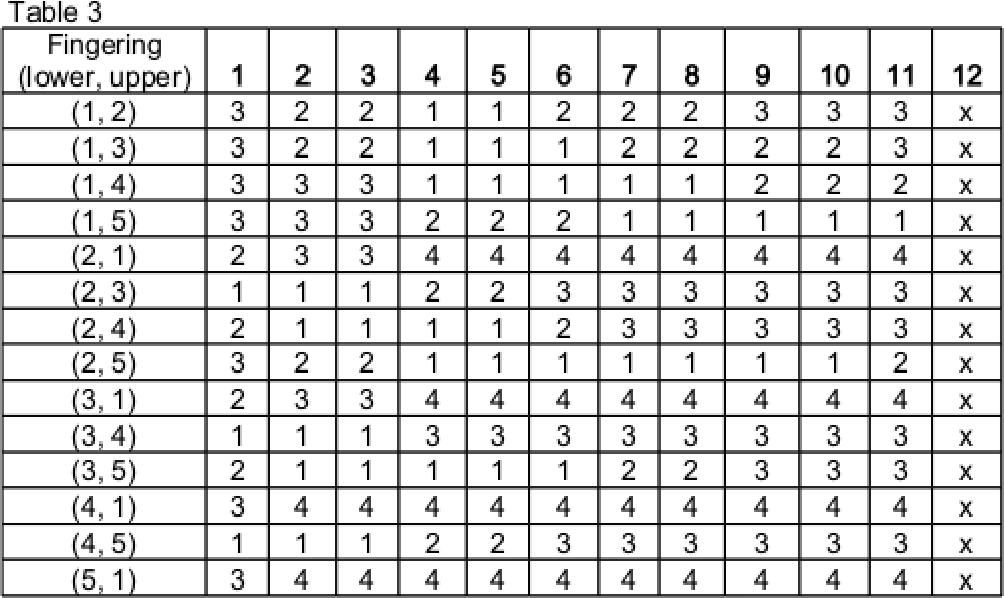 Table 3
Fingering
(lower, upper) 1 2 3 4 5 6 7 8 9 10 11 12
(1, 2) 3 2 2 1 1 2 2 2 3 3 3 x
(1, 3) 3 2 2 1 1 1 2 2 2 2 3 x
(1, 4) 3 3 3 1 1 1 1 1 2 2 2 x
(1, 5) 3 3 3 2 2 2 1 1 1 1 1 x
(2, 1) 2 3 3 4 4 4 4 4 4 4 4 x
(2, 3) 1 1 1 2 2 3 3 3 3 3 3 x
(2, 4) 2 1 1 1 1 2 3 3 3 3 3 x
(2, 5) 3 2 2 1 1 1 1 1 1 1 2 x
(3, 1) 2 3 3 4 4 4 4 4 4 4 4 x
(3, 4) 1 1 1 3 3 3 3 3 3 3 3 x
(3, 5) 2 1 1 1 1 1 2 2 3 3 3 x
(4, 1) 3 4 4 4 4 4 4 4 4 4 4 x
(4, 5) 1 1 1 2 2 3 3 3 3 3 3 x
(5, 1) 3 4 4 4 4 4 4 4 4 4 4 x